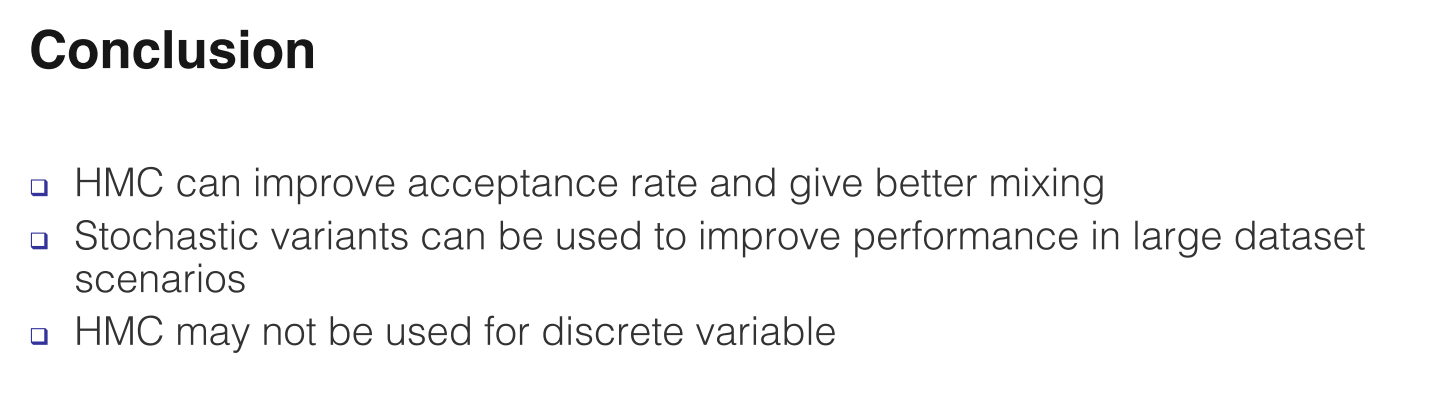 Conclusion
HMC can improve acceptance rate and give better mixing
Stochastic variants can be used to improve performance in large dataset
scenarios
HMC may not be used for discrete variable